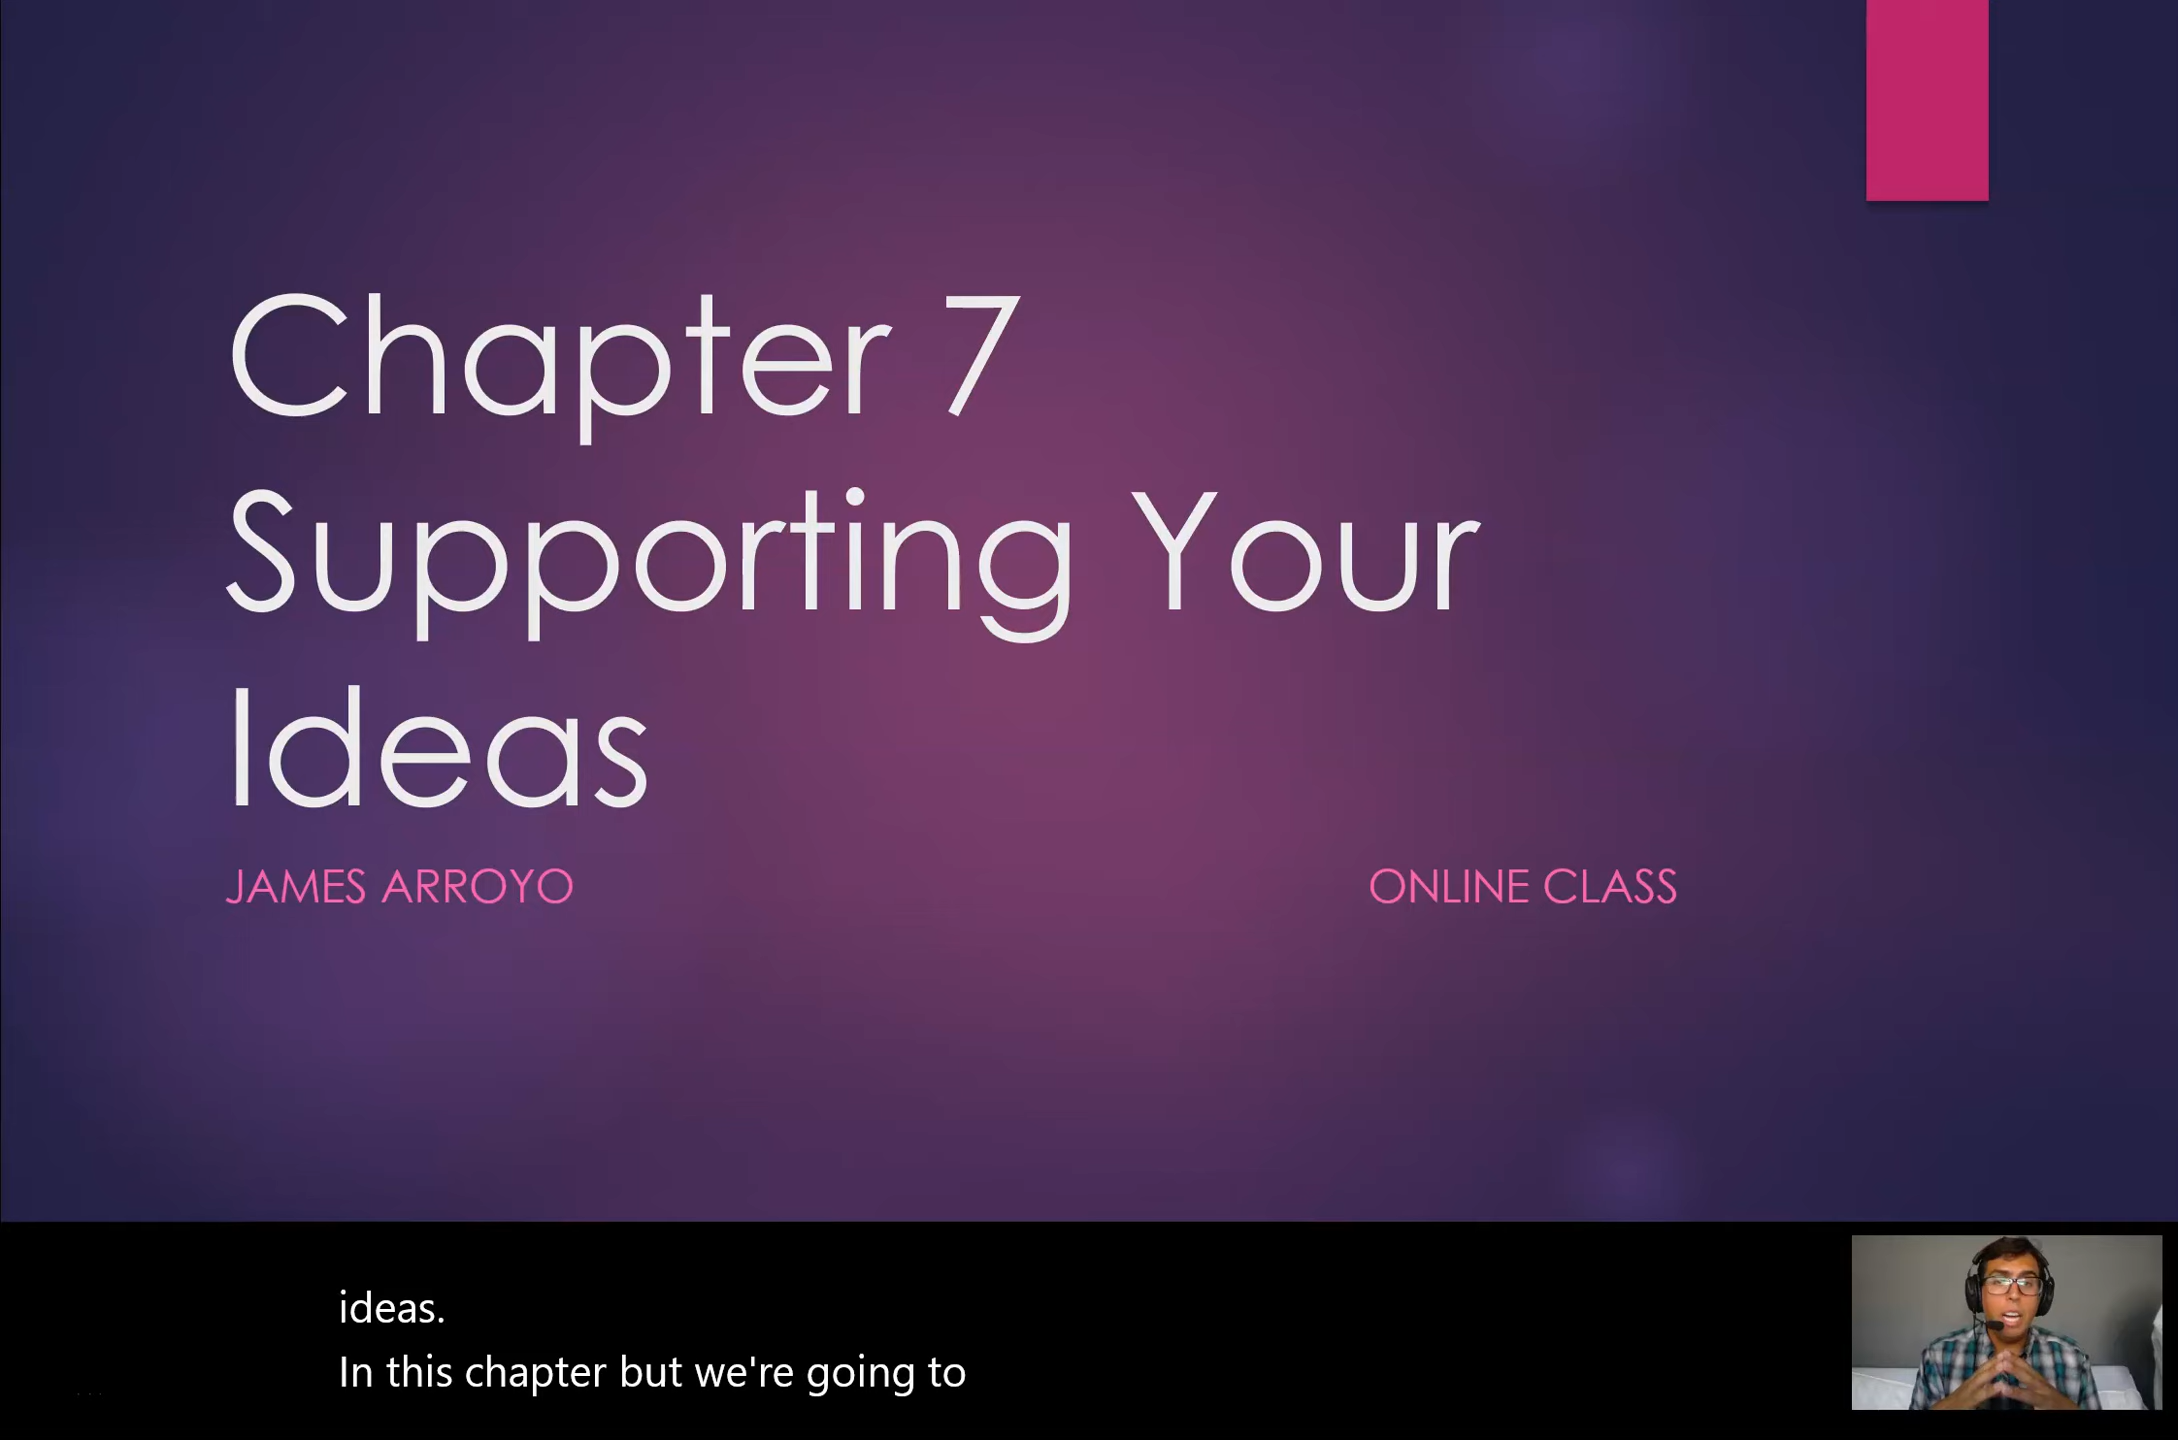 Chapter 7
Supporting Your
Ideas
JAMES ARROYO ONLINE CLASS
ideas.
In this chapter but we're going to